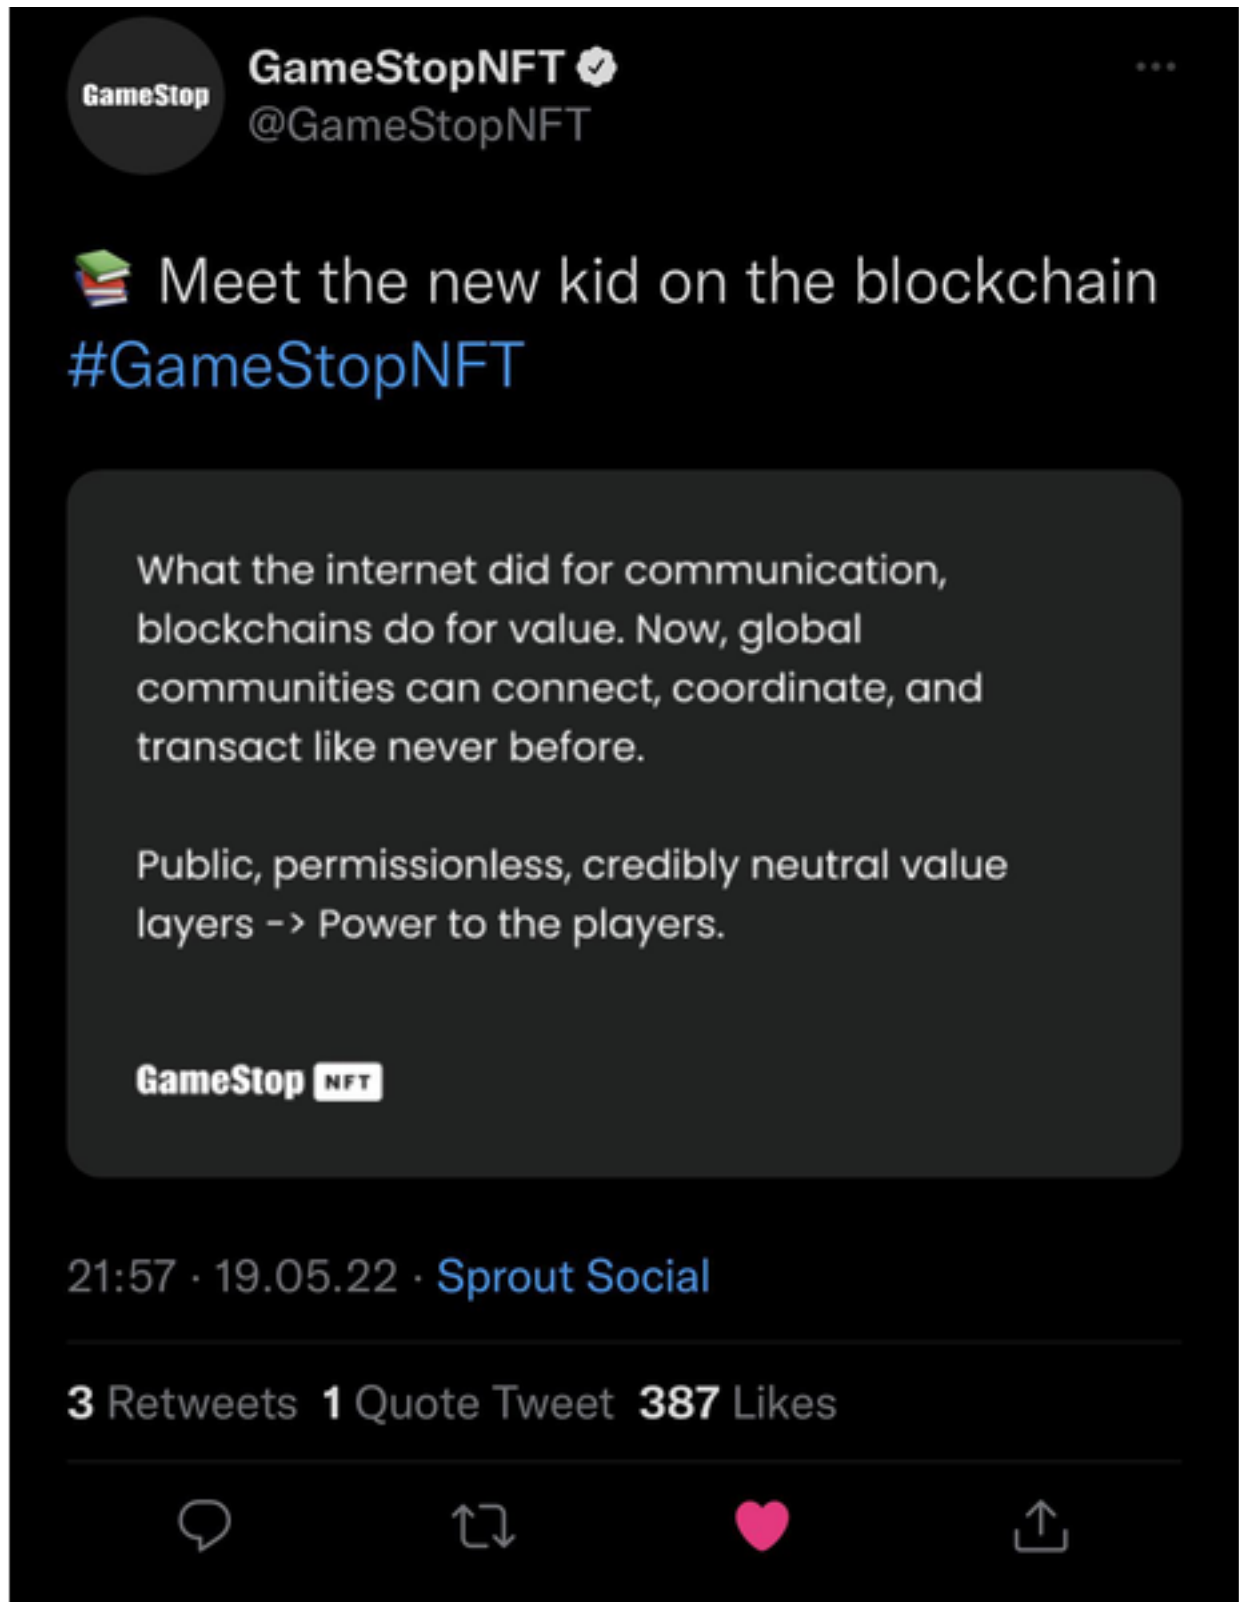 GameStop
GameStopNFT
@GameStopNFT
📚 Meet the new kid on the blockchain
#GameStopNFT
What the internet did for communication,
blockchains do for value. Now, global
communities can connect, coordinate, and
transact like never before.
Public, permissionless, credibly neutral value
layers -> Power to the players.
GameStop NFT
21:57 · 19.05.22 · Sprout Social
3 Retweets 1 Quote Tweet 387 Likes